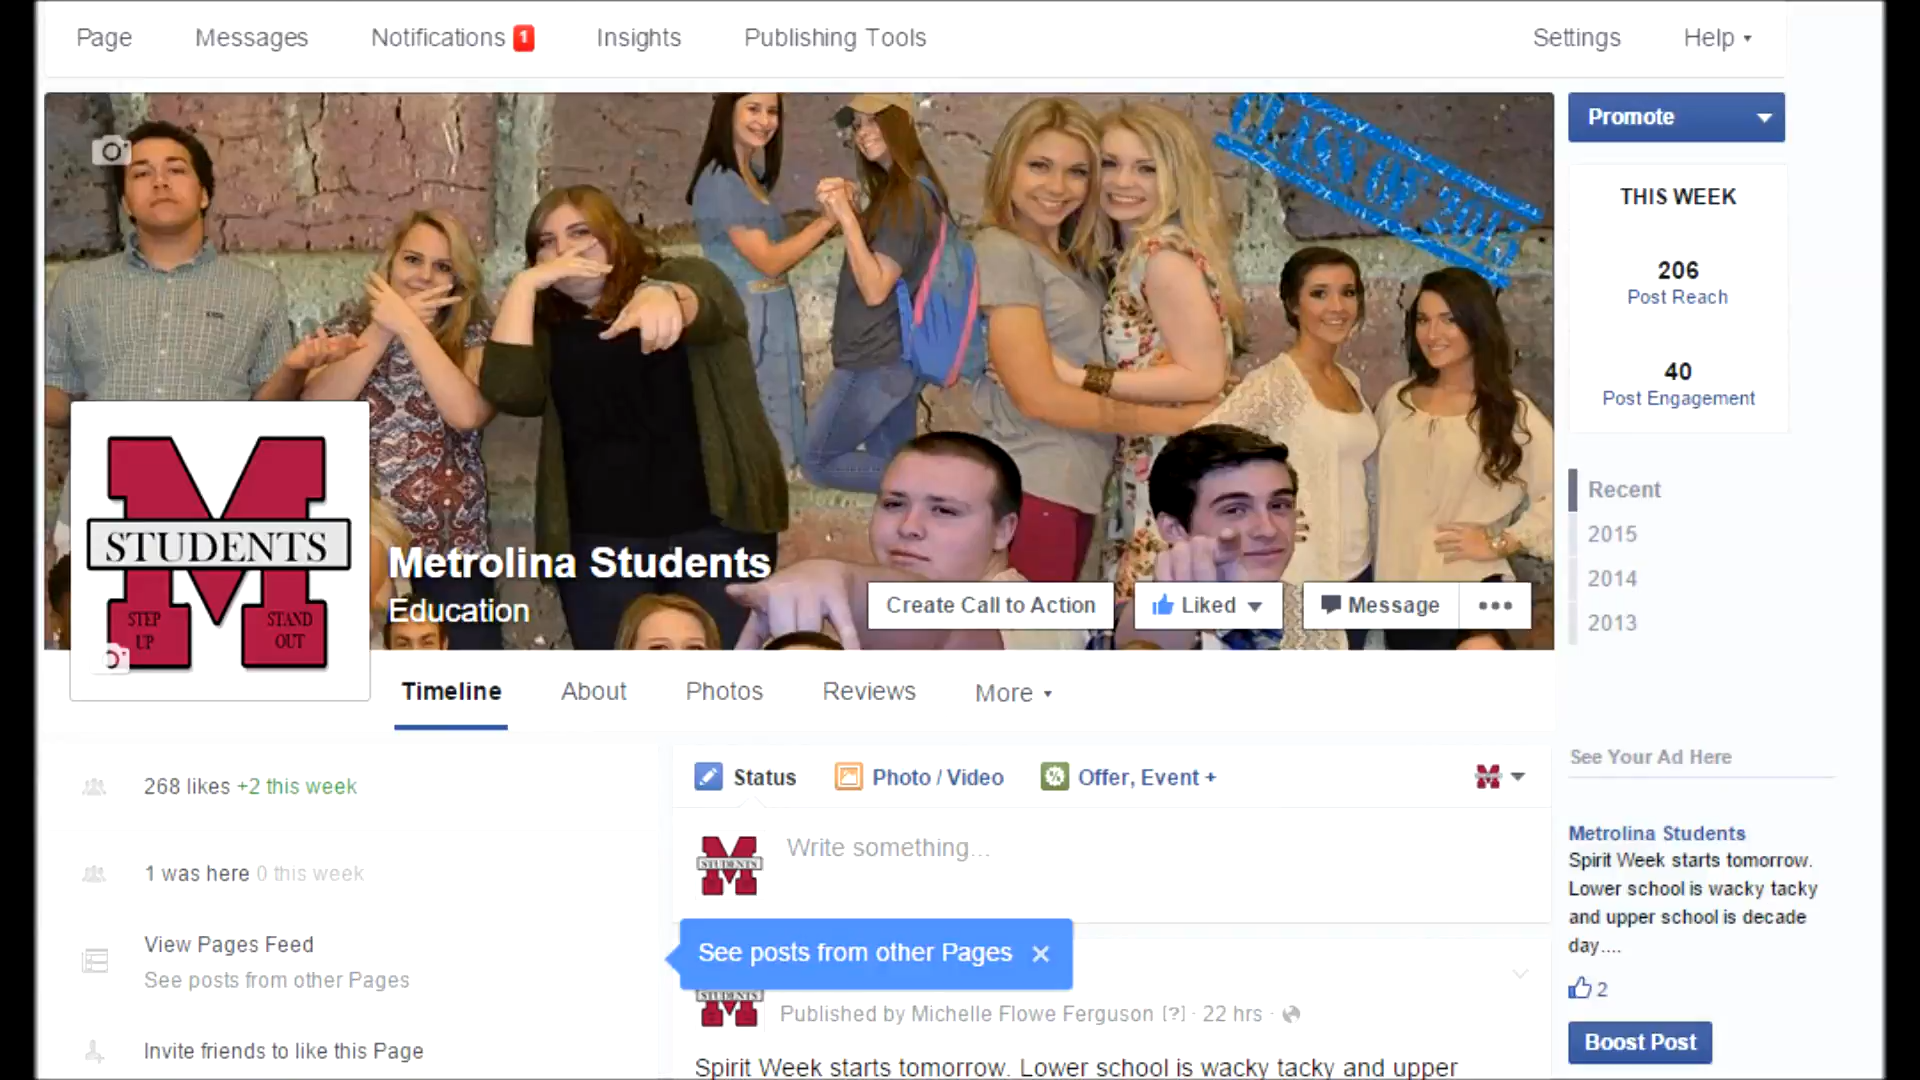 Page Messages Notifications 1 Insights Publishing Tools Settings Help
CLASS OF 2015
Promote
THIS WEEK
206
Post Reach
40
Post Engagement
Recent
2015
2014
2013
STUDENTS
STEP UP
STAND OUT
Metrolina Students
Education
Create Call to Action Liked Message
Timeline About Photos Reviews More
268 likes +2 this week
1 was here 0 this week
View Pages Feed
See posts from other Pages
Invite friends to like this Page
Status Photo / Video Offer, Event +
STUDENTS
Write something...
See posts from other Pages
STUDENTS
Published by Michelle Flowe Ferguson [?] · 22 hrs ·
Spirit Week starts tomorrow. Lower school is wacky tacky and upper
See Your Ad Here
Metrolina Students
Spirit Week starts tomorrow.
Lower school is wacky tacky
and upper school is decade
day....
2
Boost Post